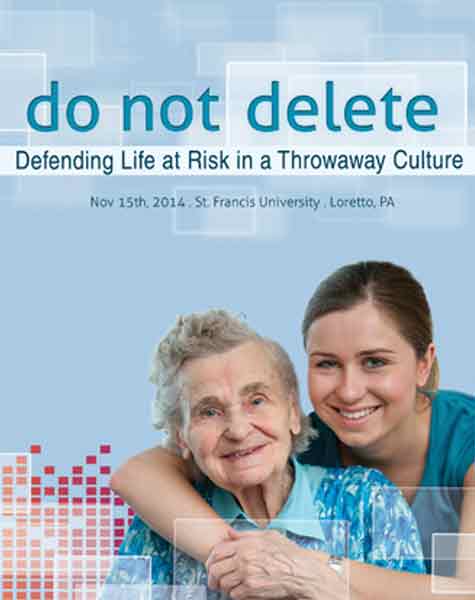 do not delete
Defending Life at Risk in a Throwaway Culture
Nov 15th, 2014 . St. Francis University . Loretto, PA